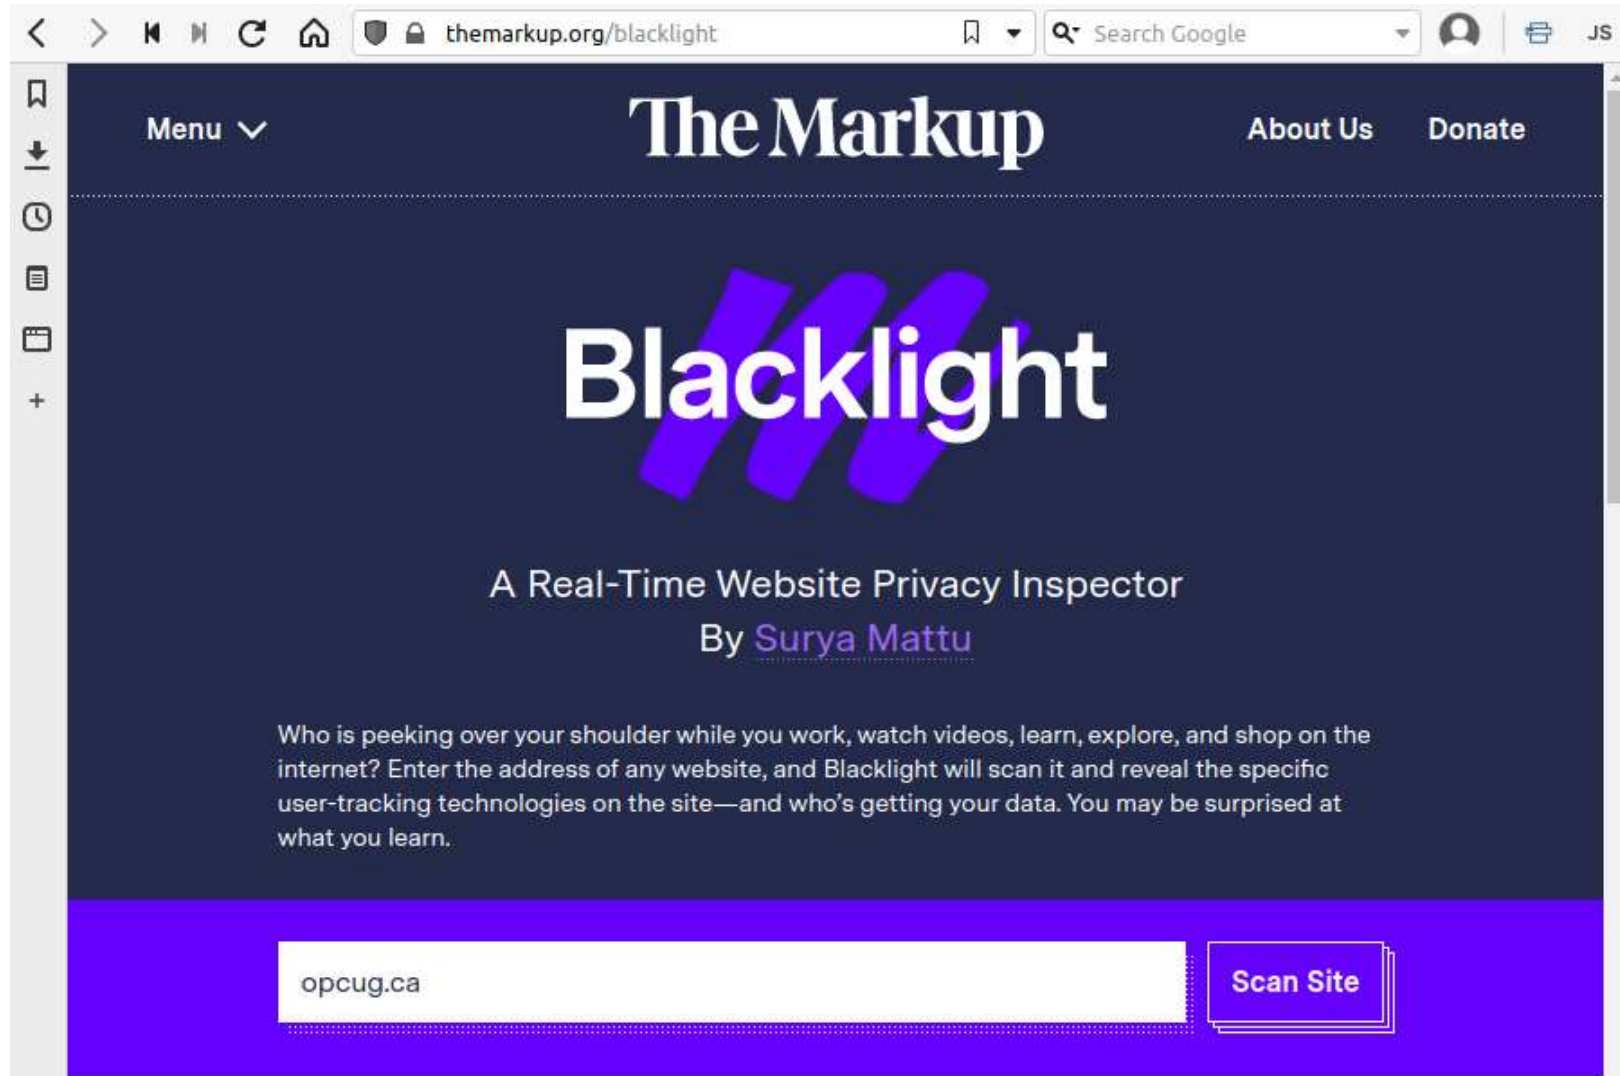 themarkup.org/blacklight
Search Google
JS
Menu
The Markup
About Us
Donate
Blacklight
A Real-Time Website Privacy Inspector
By Surya Mattu
Who is peeking over your shoulder while you work, watch videos, learn, explore, and shop on the
internet? Enter the address of any website, and Blacklight will scan it and reveal the specific
user-tracking technologies on the site—and who’s getting your data. You may be surprised at
what you learn.
opcug.ca
Scan Site